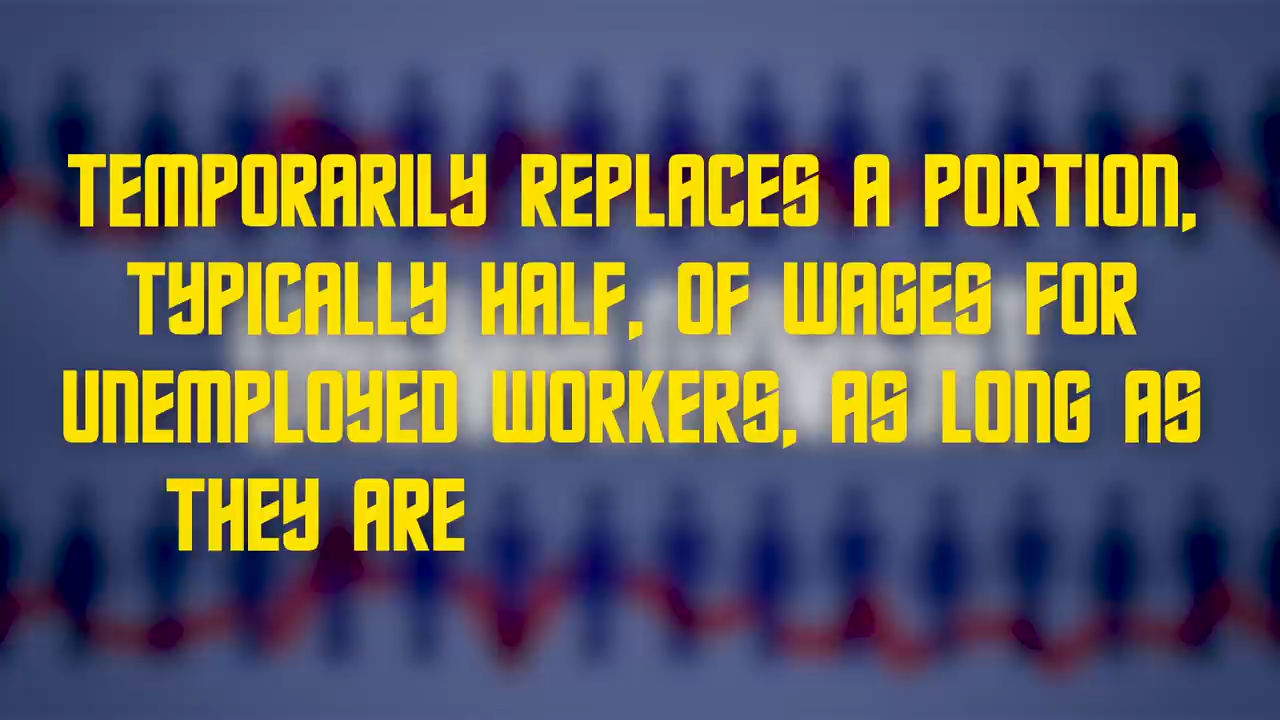 TEMPORARILY REPLACES A PORTION,
TYPICALLY HALF, OF WAGES FOR
UNEMPLOYED WORKERS, AS LONG AS
THEY ARE